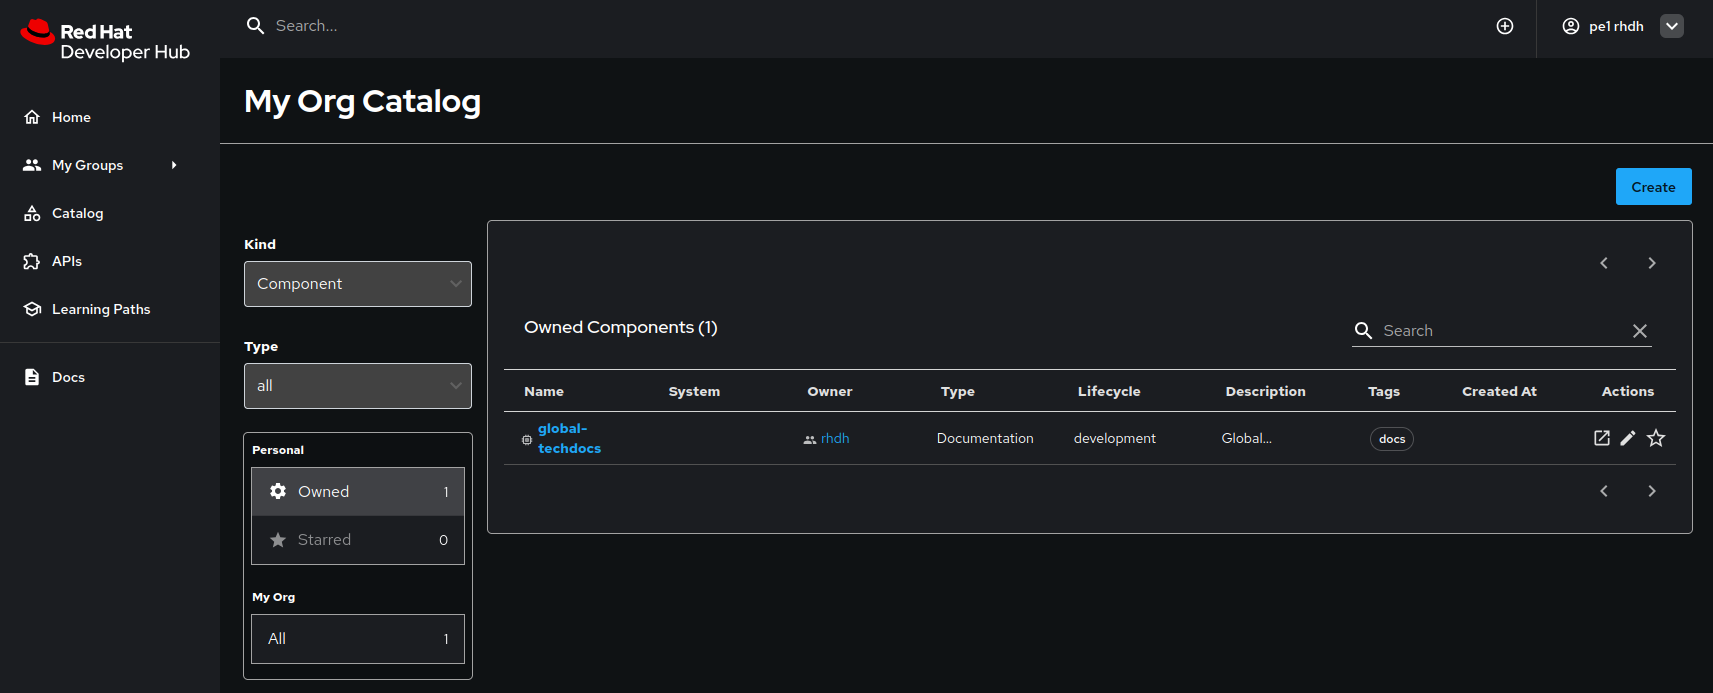 Red Hat
Developer Hub
Search...
pe1 rhdh
Home
My Groups
Catalog
APIs
Learning Paths
Docs
My Org Catalog
Create
Kind
Component
Type
all
Personal
Owned 1
Starred 0
My Org
All 1
Owned Components (1)
Search
Name System Owner Type Lifecycle Description Tags Created At Actions
global-
techdocs
rhdh Documentation development Global... docs